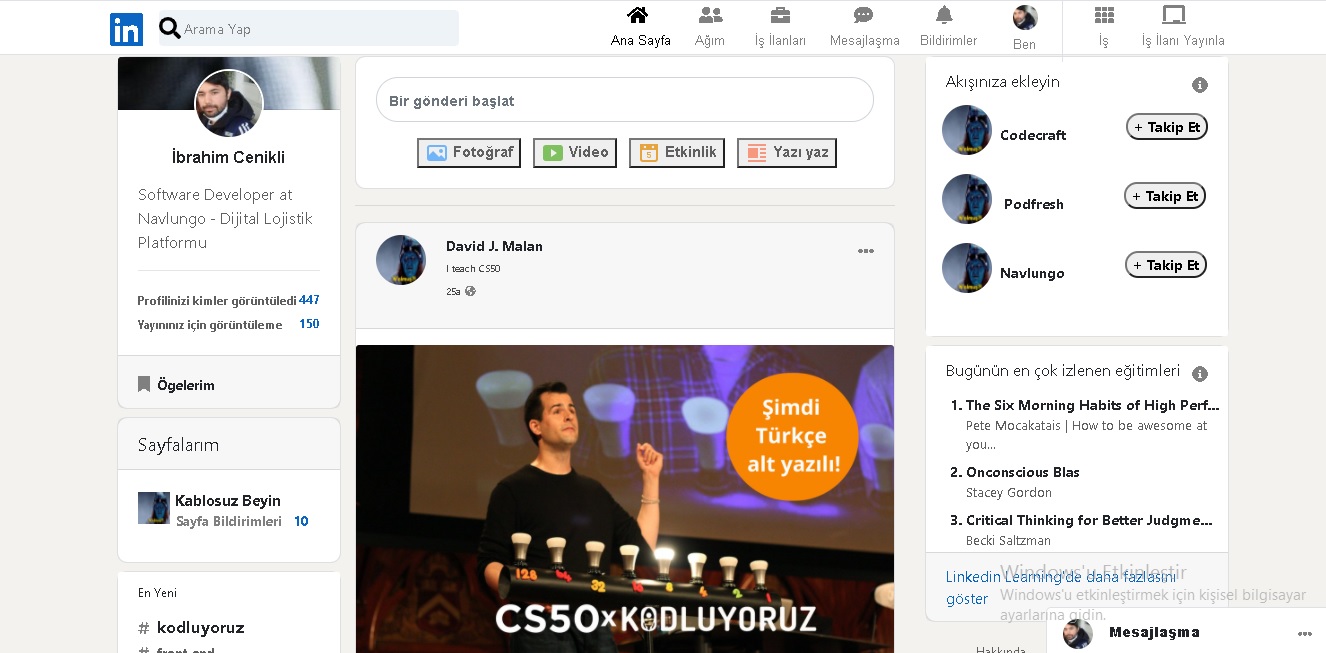 in
Arama Yap
Ana Sayfa
Ağım
İş İlanları
Mesajlaşma
Bildirimler
Ben
İş
İş İlanı Yayınla
İbrahim Cenikli
Software Developer at
Navlungo - Dijital Lojistik
Platformu
Profilinizi kimler görüntüledi 447
Yayınınız için görüntüleme 150
Ögelerim
Sayfalarım
Kablosuz Beyin
Sayfa Bildirimleri 10
En Yeni
# kodluyoruz
# front-end
Bir gönderi başlat
Fotoğraf
Video
5
Etkinlik
Yazı yaz
David J. Malan
I teach CS50
25a
Şimdi
Türkçe
alt yazılı!
128 64 32 16 8 4 2 1
CS50xKODLUYORUZ
Akışınıza ekleyin
Codecraft
+ Takip Et
Podfresh
+ Takip Et
Navlungo
+ Takip Et
Bugünün en çok izlenen eğitimleri
1. The Six Morning Habits of High Perf...
Pete Mocakatais | How to be awesome at
you...
2. Onconscious Blas
Stacey Gordon
3. Critical Thinking for Better Judgme...
Becki Saltzman
Linkedin Learning'de daha fazlasını
göster
Windows'u Etkinleştir
Windows'u etkinleştirmek için kişisel bilgisayar
ayarlarına gidin.
Hakkında
Mesajlaşma